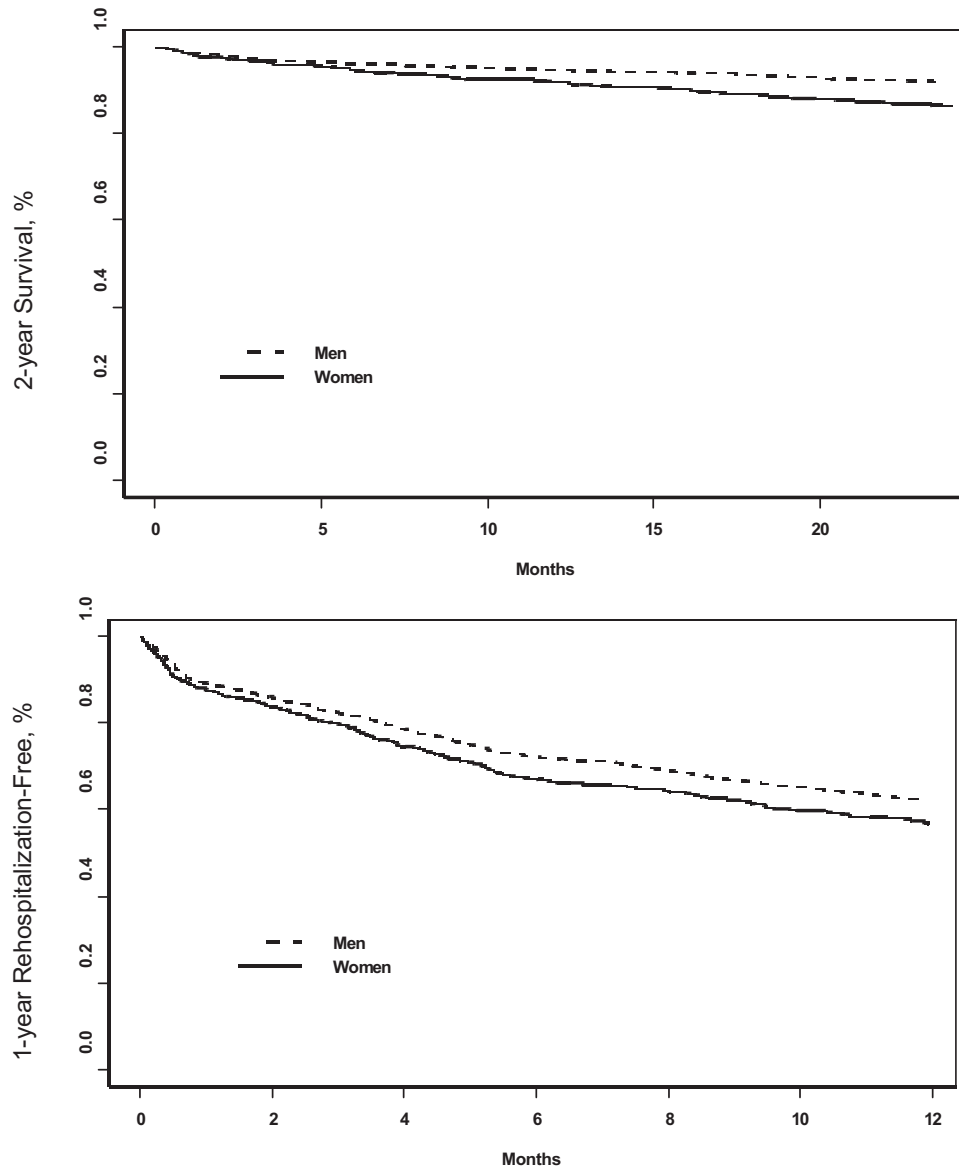 2-year Survival, %
1.0
0.8
0.6
0.4
0.2
0.0
Men
Women
0 5 10 15 20
Months
1-year Rehospitalization-Free, %
1.0
0.8
0.6
0.4
0.2
0.0
Men
Women
0 2 4 6 8 10 12
Months